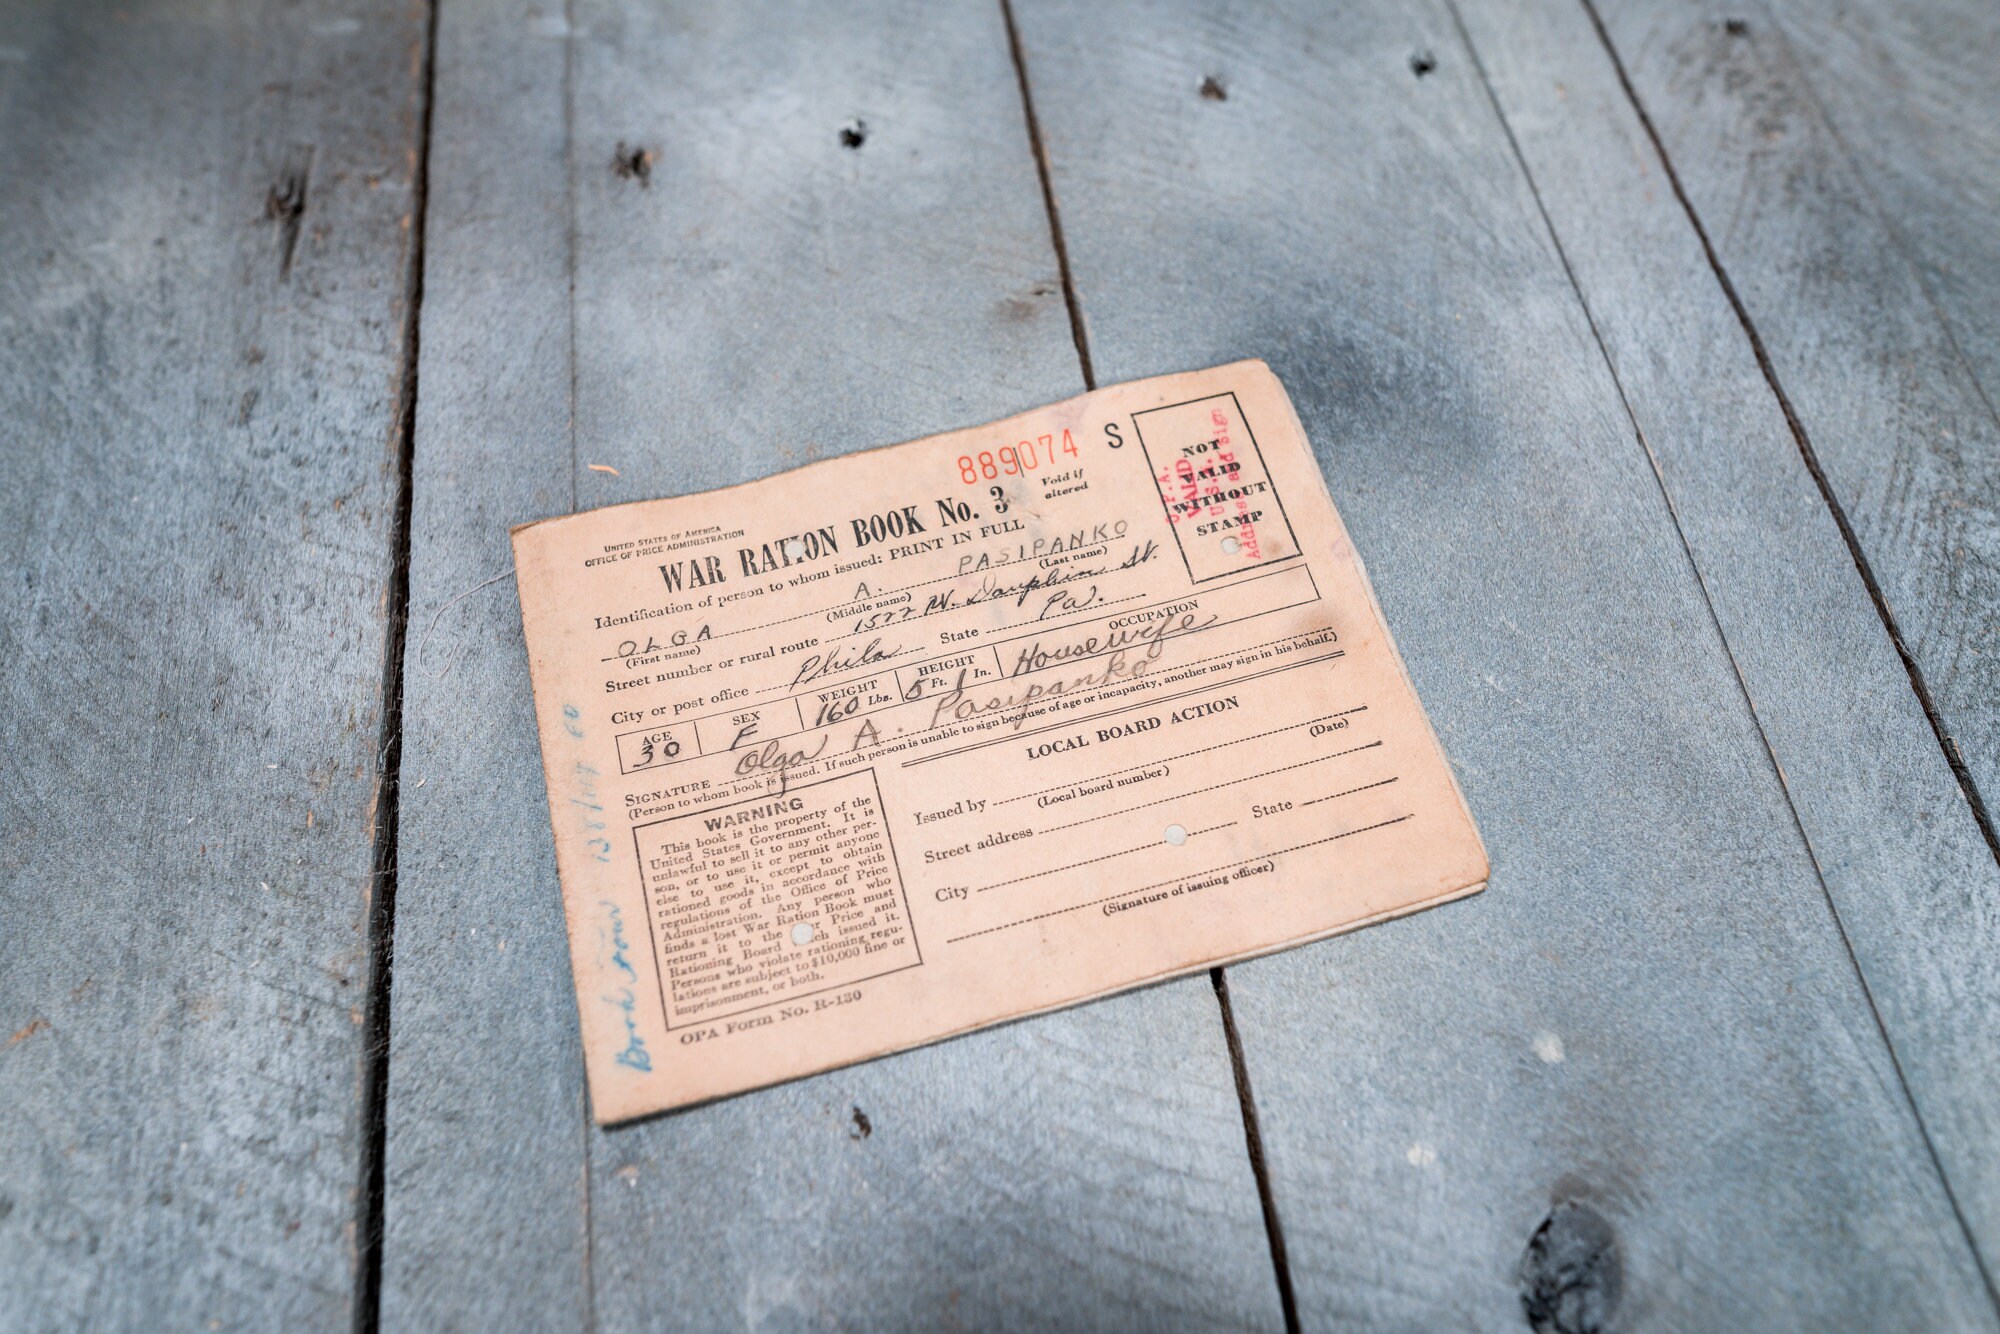 889074 S
UNITED STATES OF AMERICA
OFFICE OF PRICE ADMINISTRATION
WAR RATION BOOK No. 3
Void if
altered
NOT
VALID
WITHOUT
STAMP
O.P.A.
VALID
U.S.A.
Address and Sign
Identification of person to whom issued: PRINT IN FULL
OLGA A. PASIPANKO
(First name) (Middle name) (Last name)
Street number or rural route 1522 W. Dauphin St.
City or post office Phila State Pa.
AGE SEX WEIGHT HEIGHT OCCUPATION
30 F 160 Lbs. 5 Ft. 1 In. Housewife
SIGNATURE Olga A. Pasipanko
(Person to whom book is issued. If such person is unable to sign because of age or incapacity, another may sign in his behalf.)
WARNING
This book is the property of the
United States Government. It is
unlawful to sell it to any other per-
son, or to use it or permit anyone
else to use it, except to obtain
rationed goods in accordance with
regulations of the Office of Price
Administration. Any person who
finds a lost War Ration Book must
return it to the r Price and
Rationing Board ch issued it.
Persons who violate rationing regu-
lations are subject to $10,000 fine or
imprisonment, or both.
OPA Form No. R-130
LOCAL BOARD ACTION
Issued by
(Local board number) (Date)
Street address
City State
(Signature of issuing officer)
Book four